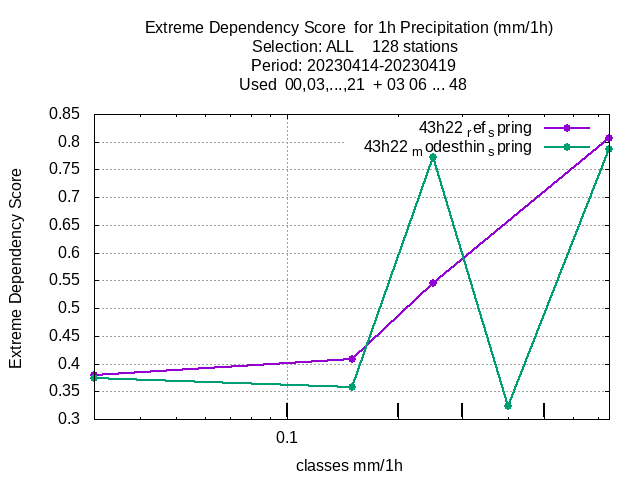 Extreme Dependency Score  for 1h Precipitation (mm/1h)
Selection: ALL    128 stations
Period: 20230414-20230419
Used  00,03,...,21  + 03 06 ... 48
0.85
0.8
0.75
0.7
0.65
0.6
0.55
0.5
0.45
0.4
0.35
0.3
Extreme Dependency Score
43h22 ref spring
43h22 modesthin spring
0.1
classes mm/1h